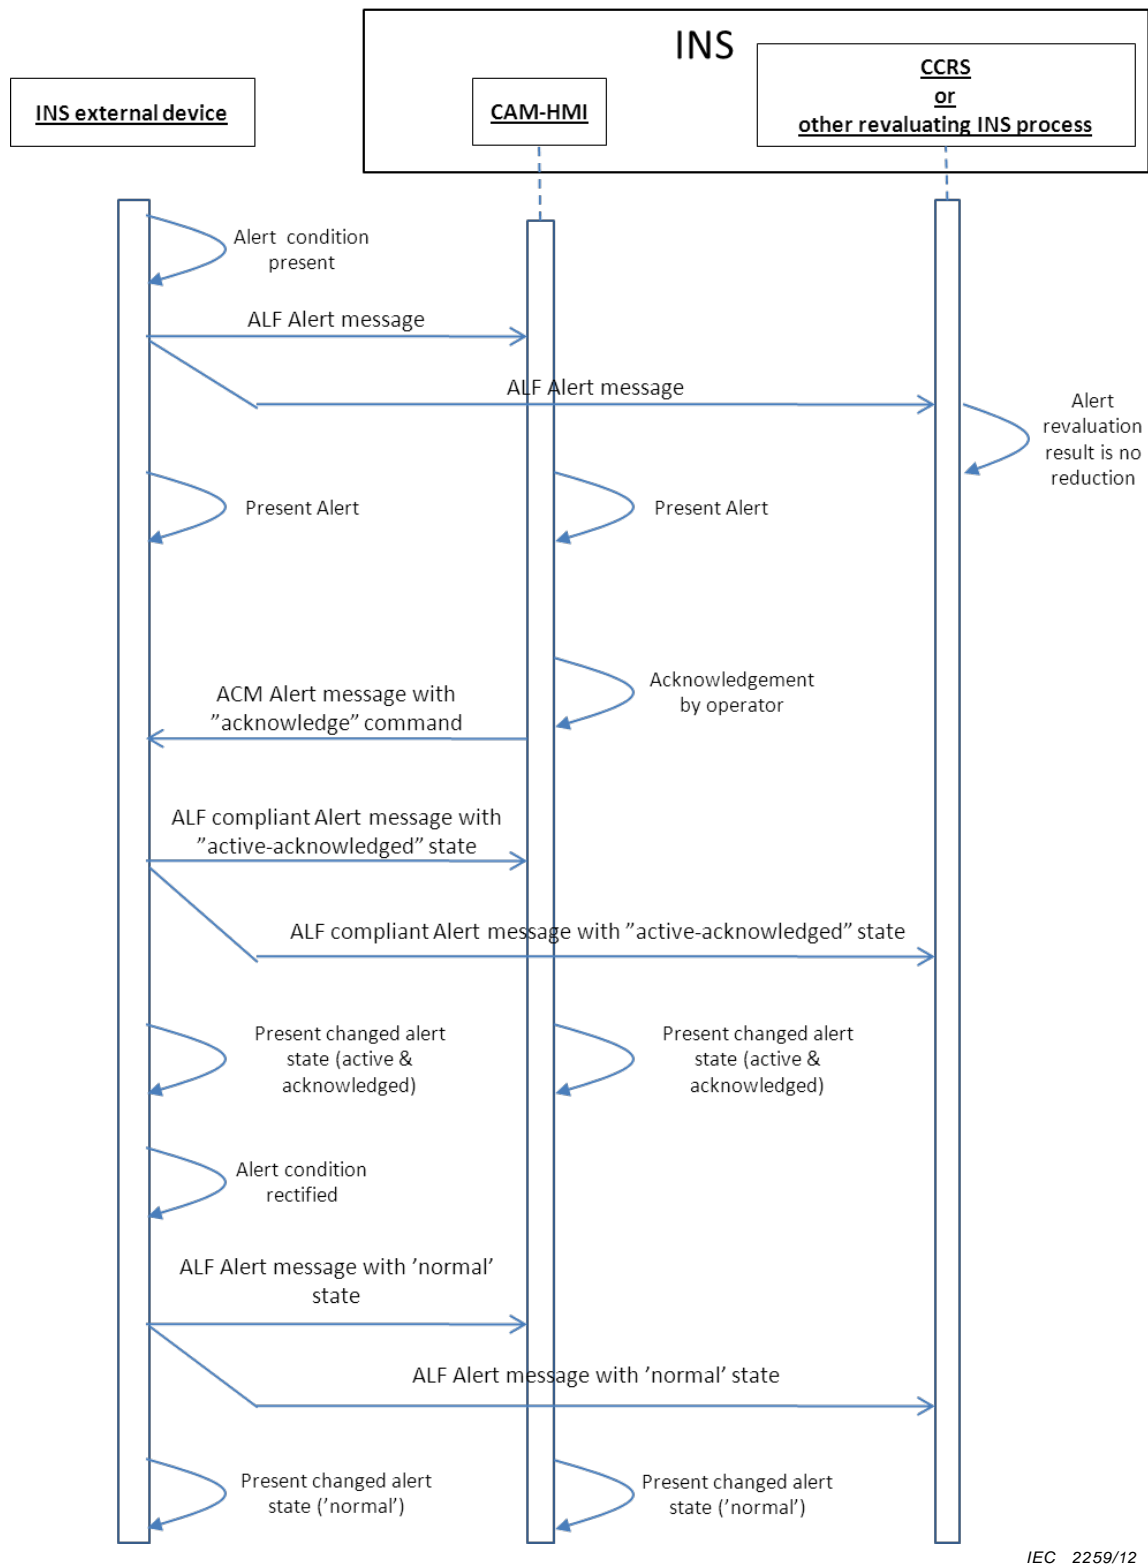 INS
INS external device
CAM-HMI
CCRS
or
other revaluating INS process
Alert condition
present
ALF Alert message
ALF Alert message
Alert
revaluation
result is no
reduction
Present Alert
Present Alert
Acknowledgement
by operator
ACM Alert message with
”acknowledge” command
ALF compliant Alert message with
”active-acknowledged” state
ALF compliant Alert message with ”active-acknowledged” state
Present changed alert
state (active &
acknowledged)
Present changed alert
state (active &
acknowledged)
Alert condition
rectified
ALF Alert message with ’normal’
state
ALF Alert message with ’normal’ state
Present changed alert
state (’normal’)
Present changed alert
state (’normal’)
IEC 2259/12